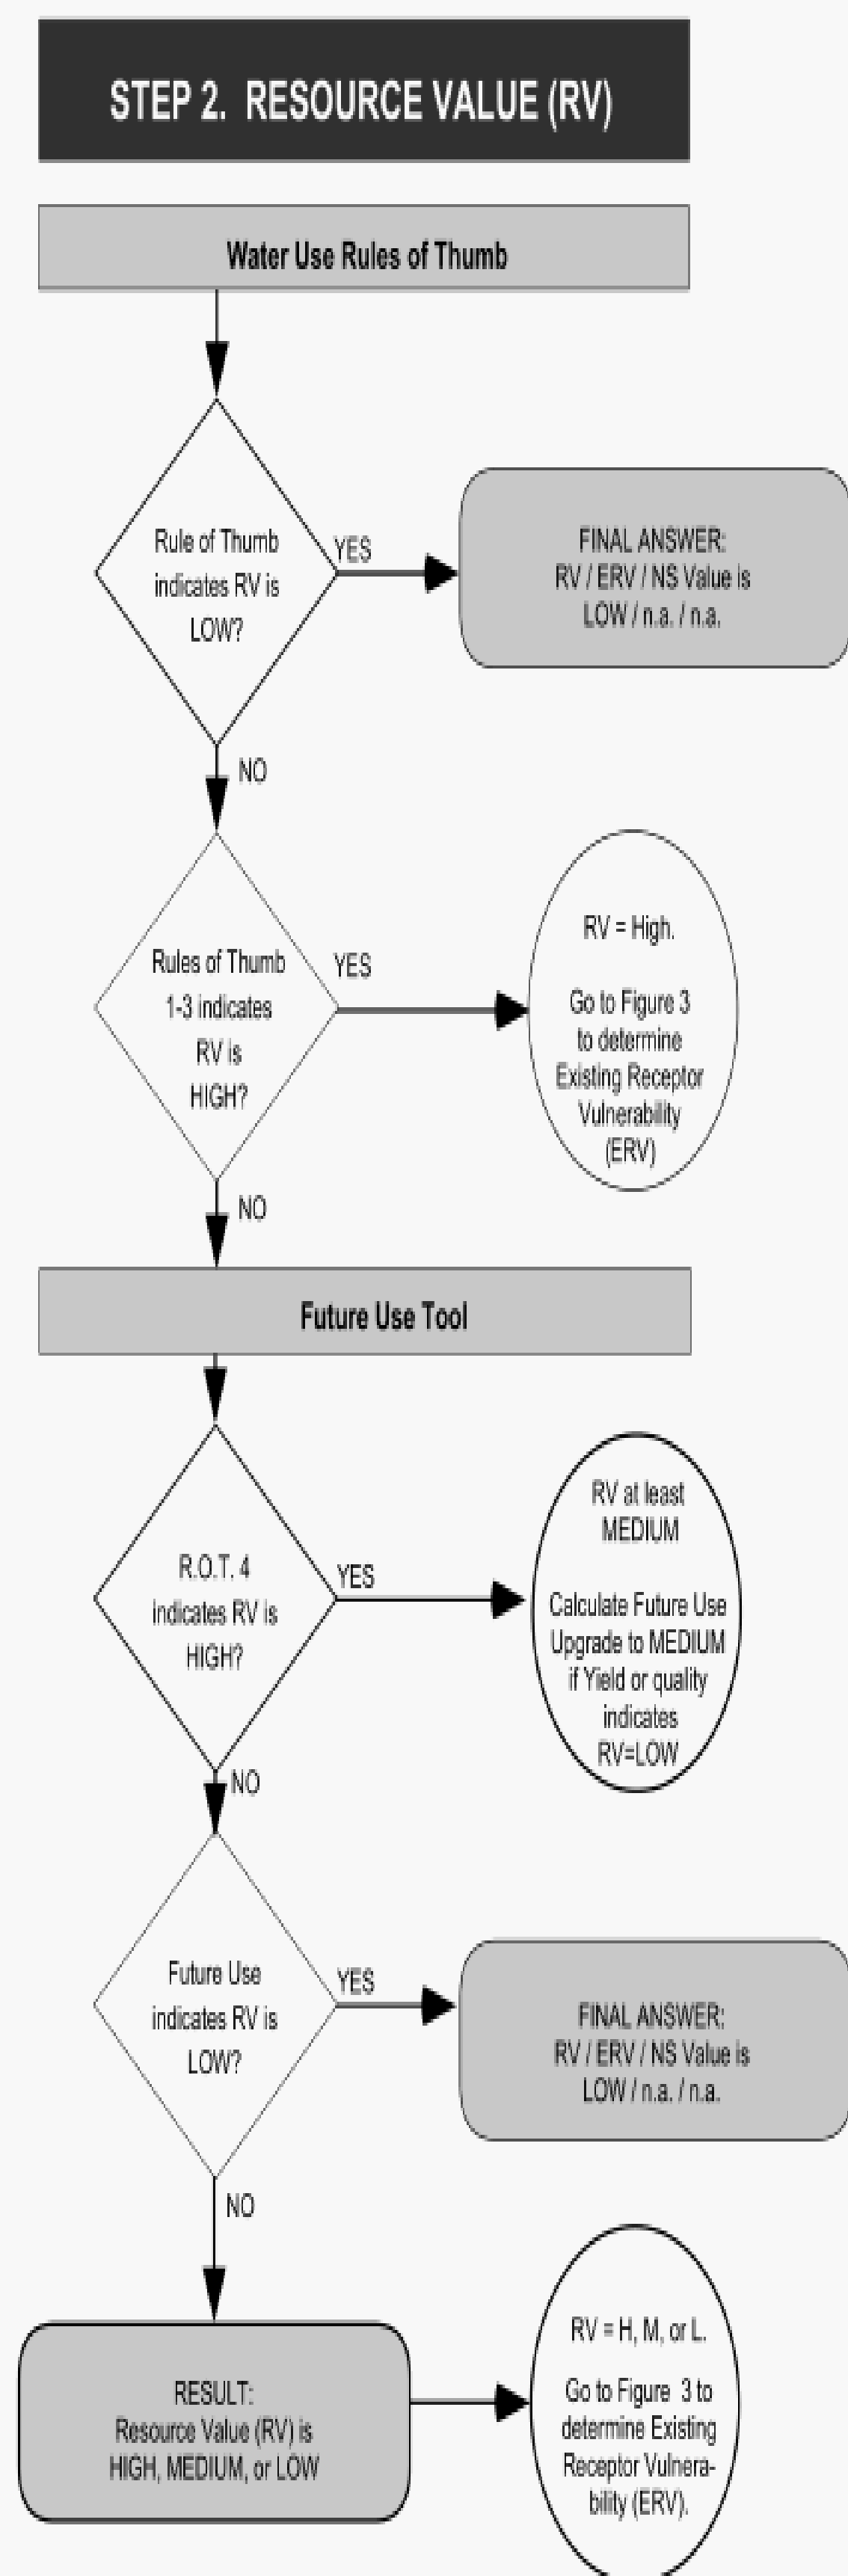 STEP 2. RESOURCE VALUE (RV)
Water Use Rules of Thumb
Rule of Thumb
indicates RV is
LOW?
YES
FINAL ANSWER:
RV / ERV / NS Value is
LOW / n.a. / n.a.
NO
Rules of Thumb
1-3 indicates
RV is
HIGH?
YES
RV = High.
Go to Figure 3
to determine
Existing Receptor
Vulnerability
(ERV)
NO
Future Use Tool
R.O.T. 4
indicates RV is
HIGH?
YES
RV at least
MEDIUM
Calculate Future Use
Upgrade to MEDIUM
if Yield or quality
indicates
RV=LOW
NO
Future Use
indicates RV is
LOW?
YES
FINAL ANSWER:
RV / ERV / NS Value is
LOW / n.a. / n.a.
NO
RESULT:
Resource Value (RV) is
HIGH, MEDIUM, or LOW
RV = H, M, or L.
Go to Figure 3 to
determine Existing
Receptor Vulnera-
bility (ERV).